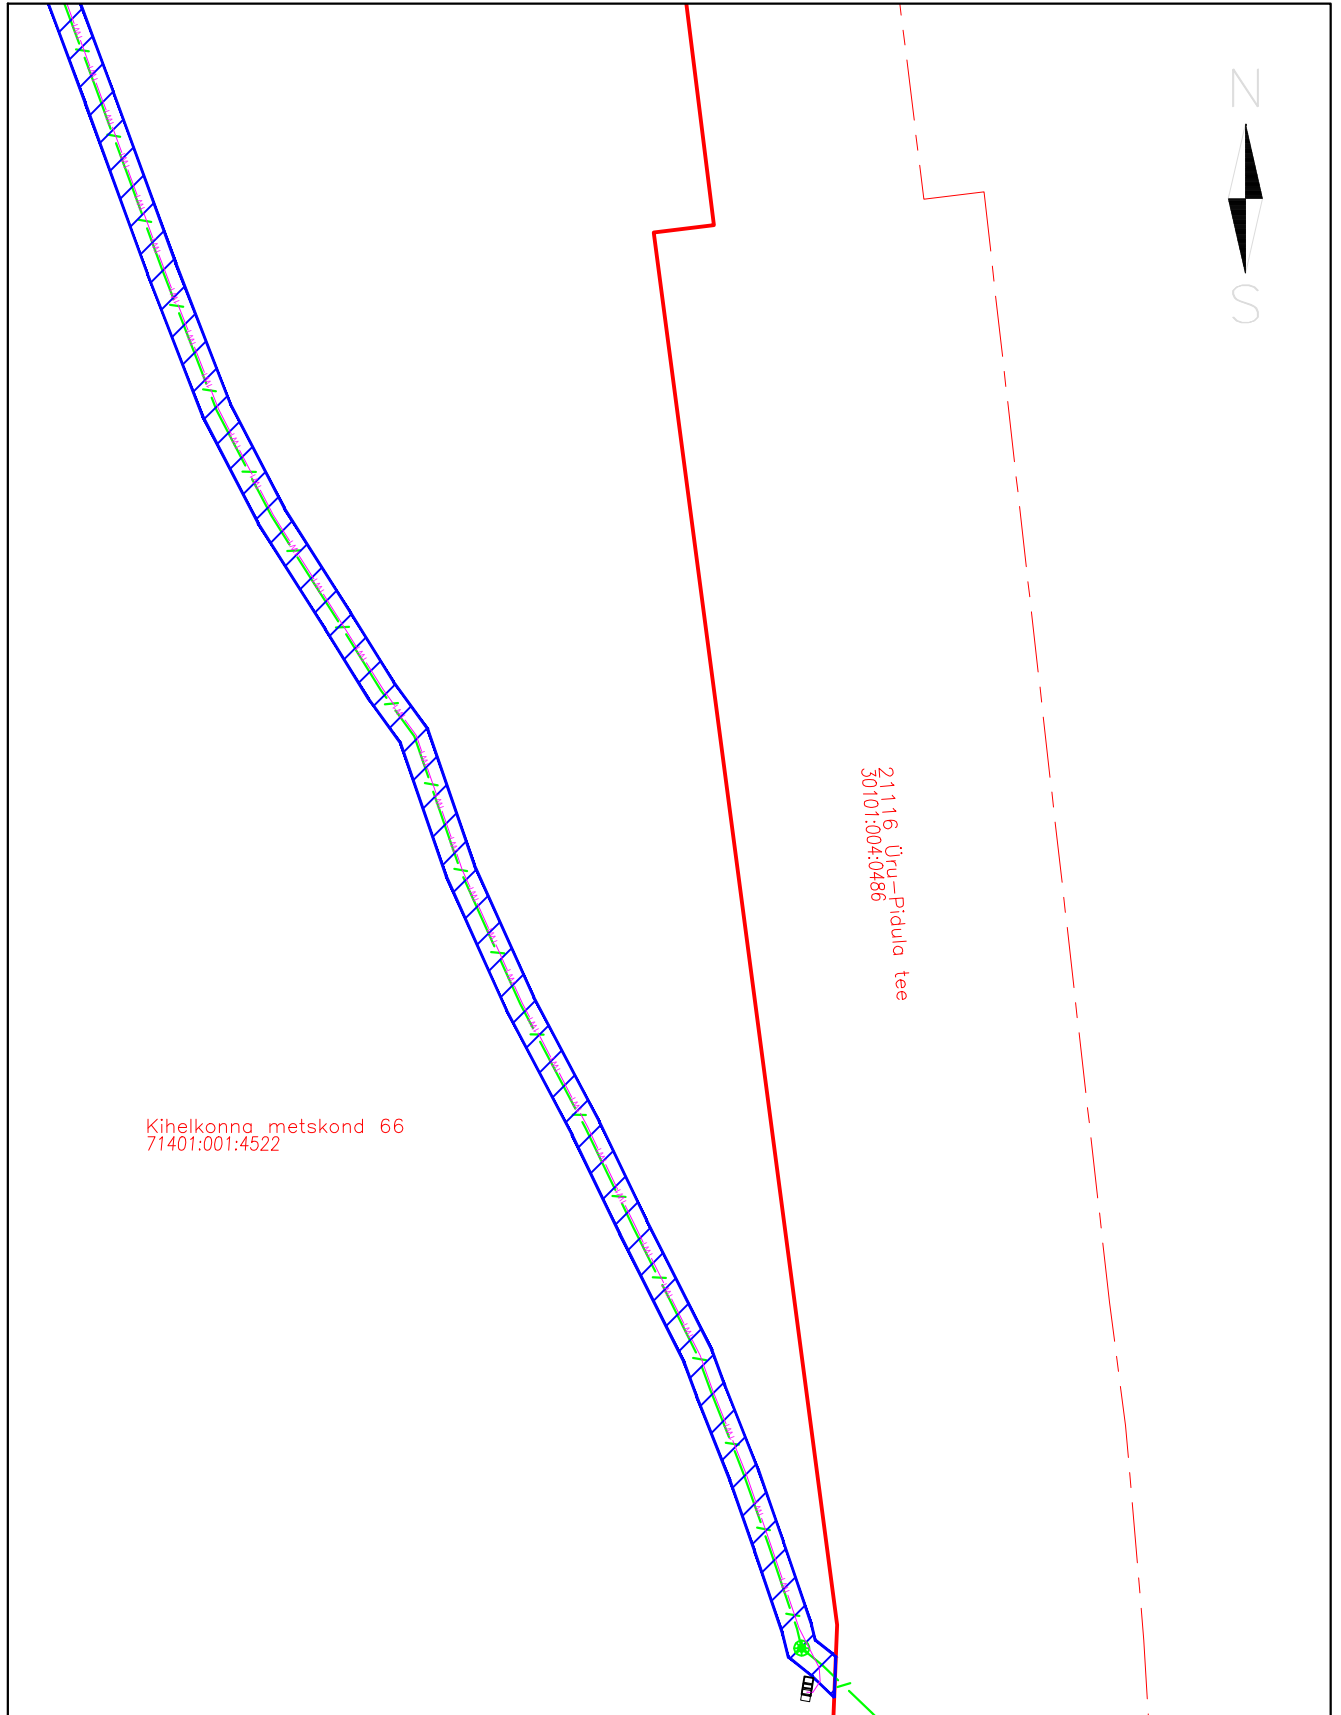 N
S
21116 Üru-Pidula tee
30101:004:0486
Kihelkonna metskond 66
71401:001:4522